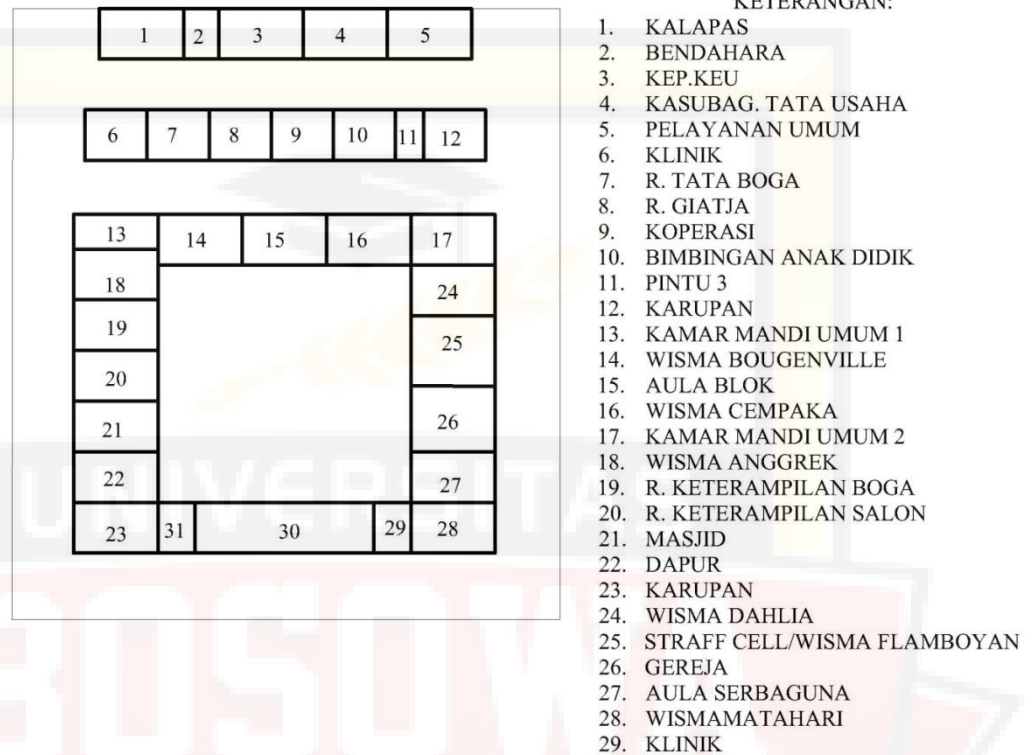 1 2 3 4 5
6 7 8 9 10 11 12
13 14 15 16 17
18 24
19 25
20 26
21
22 27
23 31 30 29 28
KETERANGAN:
1. KALAPAS
2. BENDAHARA
3. KEP.KEU
4. KASUBAG. TATA USAHA
5. PELAYANAN UMUM
6. KLINIK
7. R. TATA BOGA
8. R. GIATJA
9. KOPERASI
10. BIMBINGAN ANAK DIDIK
11. PINTU 3
12. KARUPAN
13. KAMAR MANDI UMUM 1
14. WISMA BOUGENVILLE
15. AULA BLOK
16. WISMA CEMPAKA
17. KAMAR MANDI UMUM 2
18. WISMA ANGGREK
19. R. KETERAMPILAN BOGA
20. R. KETERAMPILAN SALON
21. MASJID
22. DAPUR
23. KARUPAN
24. WISMA DAHLIA
25. STRAFF CELL/WISMA FLAMBOYAN
26. GEREJA
27. AULA SERBAGUNA
28. WISMAMATAHARI
29. KLINIK
UNIVERSITAS
BOSOWA